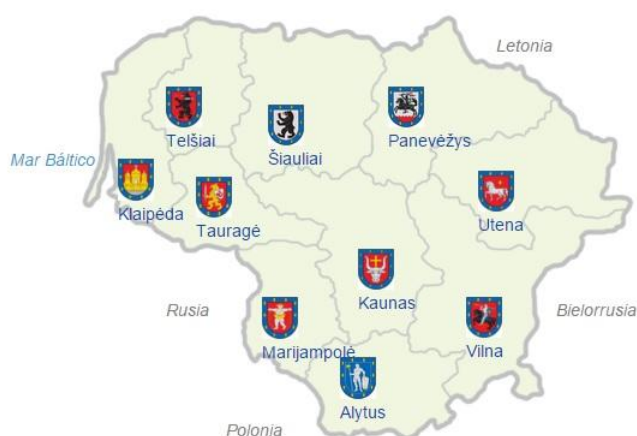 Letonia
Telšiai
Šiauliai
Panevėžys
Mar Báltico
Klaipėda
Tauragė
Utena
Rusia
Kaunas
Bielorrusia
Marijampolė
Vilna
Alytus
Polonia